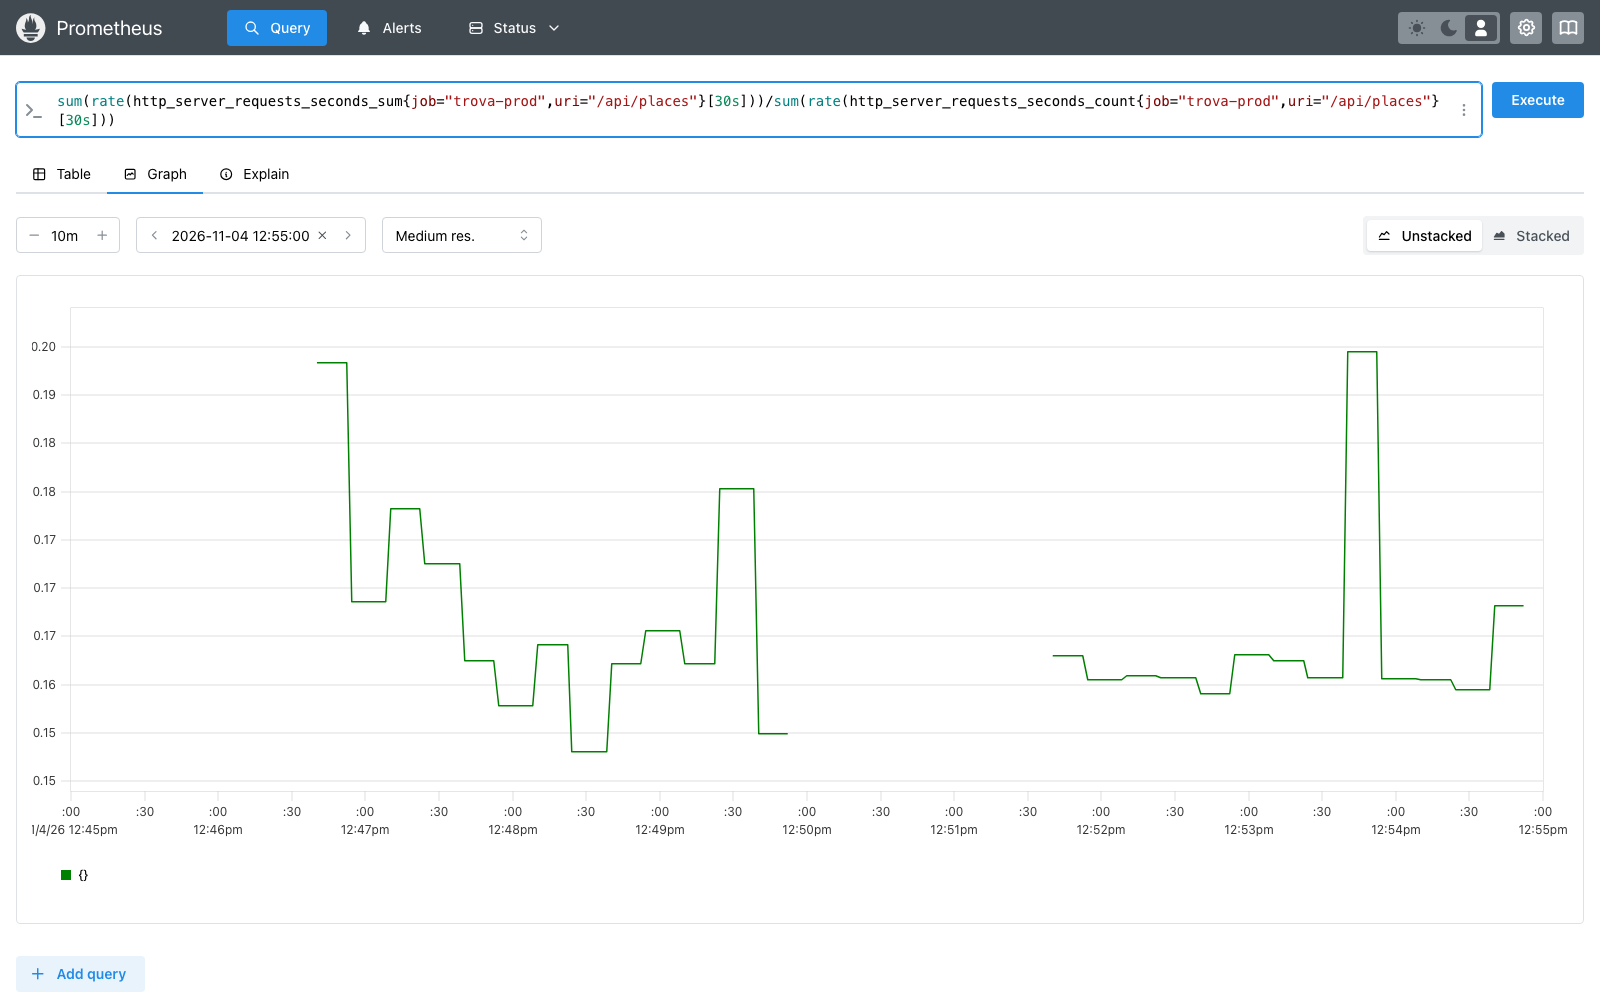 Prometheus
Query
Alerts
Status
sum(rate(http_server_requests_seconds_sum{job="trova-prod",uri="/api/places"}[30s]))/sum(rate(http_server_requests_seconds_count{job="trova-prod",uri="/api/places"}
[30s]))
Execute
Table
Graph
Explain
10m
2026-11-04 12:55:00
Medium res.
Unstacked
Stacked
0.20
0.19
0.18
0.18
0.17
0.17
0.17
0.16
0.15
0.15
:00 :30 :00 :30 :00 :30 :00 :30 :00 :30 :00 :30 :00 :30 :00 :30 :00 :30 :00 :30 :00
1/4/26 12:45pm 12:46pm 12:47pm 12:48pm 12:49pm 12:50pm 12:51pm 12:52pm 12:53pm 12:54pm 12:55pm
{}
Add query